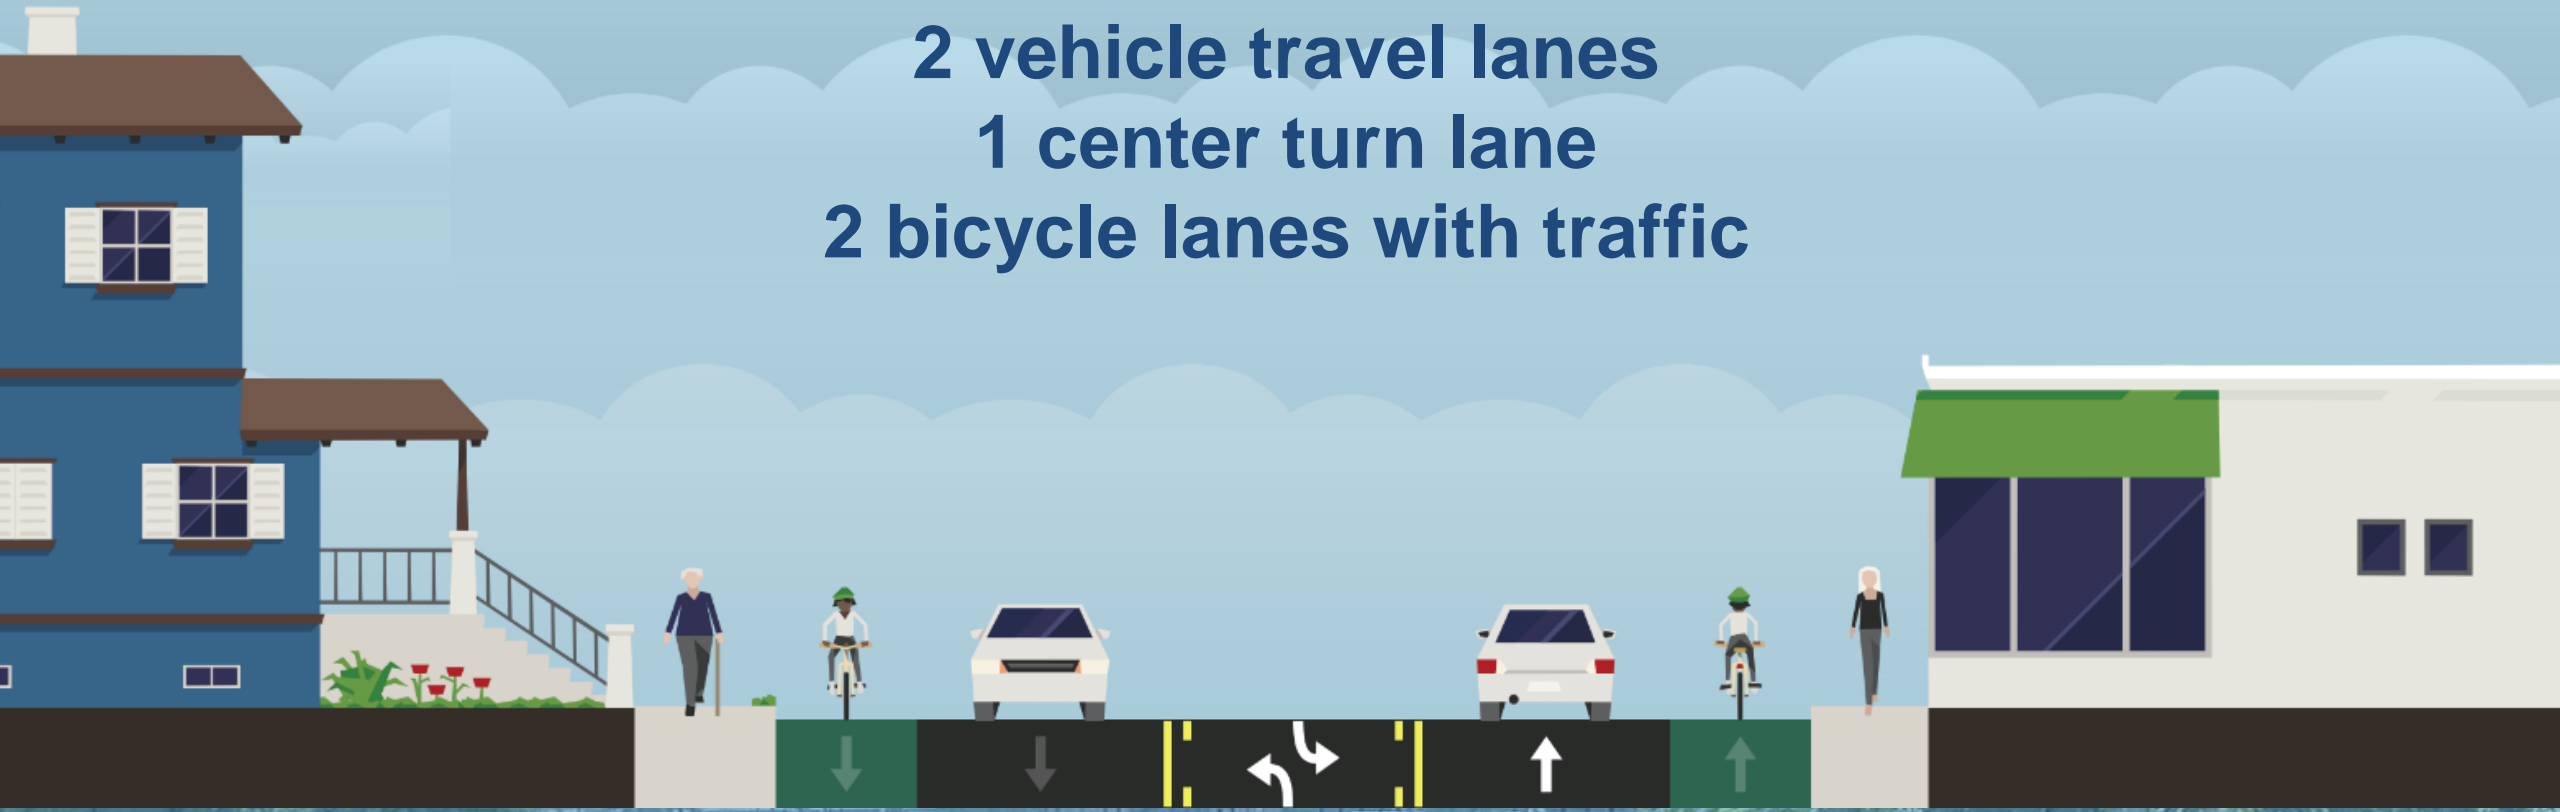 2 vehicle travel lanes
1 center turn lane
2 bicycle lanes with traffic